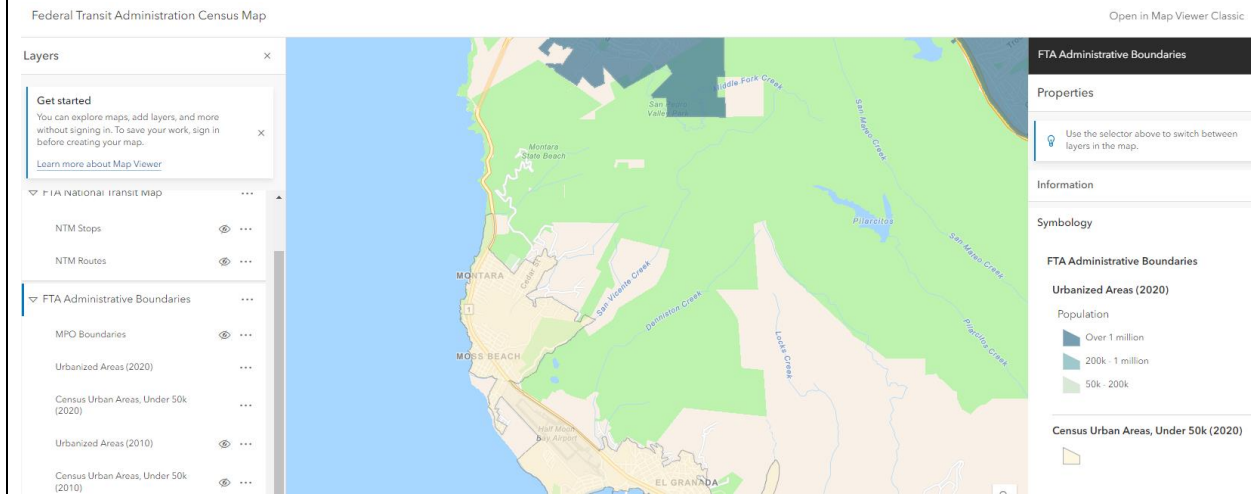 Federal Transit Administration Census Map
Open in Map Viewer Classic
Layers
Get started
You can explore maps, add layers, and more
without signing in. To save your work, sign in
before creating your map.
Learn more about Map Viewer
FTA National Transit Map
NTM Stops
NTM Routes
FTA Administrative Boundaries
MPO Boundaries
Urbanized Areas (2020)
Census Urban Areas, Under 50k
(2020)
Urbanized Areas (2010)
Census Urban Areas, Under 50k
(2010)
Middle Fork Creek
San Mateo Creek
Montara
State Beach
Pilarcitos
San Mateo Creek
MONTARA
Cedar St
San Vicente Creek
1
Denniston Creek
Locks Creek
Pilarcitos Creek
MOSS BEACH
Half Moon
Bay Airport
EL GRANADA
FTA Administrative Boundaries
Properties
Use the selector above to switch between
layers in the map.
Information
Symbology
FTA Administrative Boundaries
Urbanized Areas (2020)
Population
Over 1 million
200k - 1 million
50k - 200k
Census Urban Areas, Under 50k (2020)